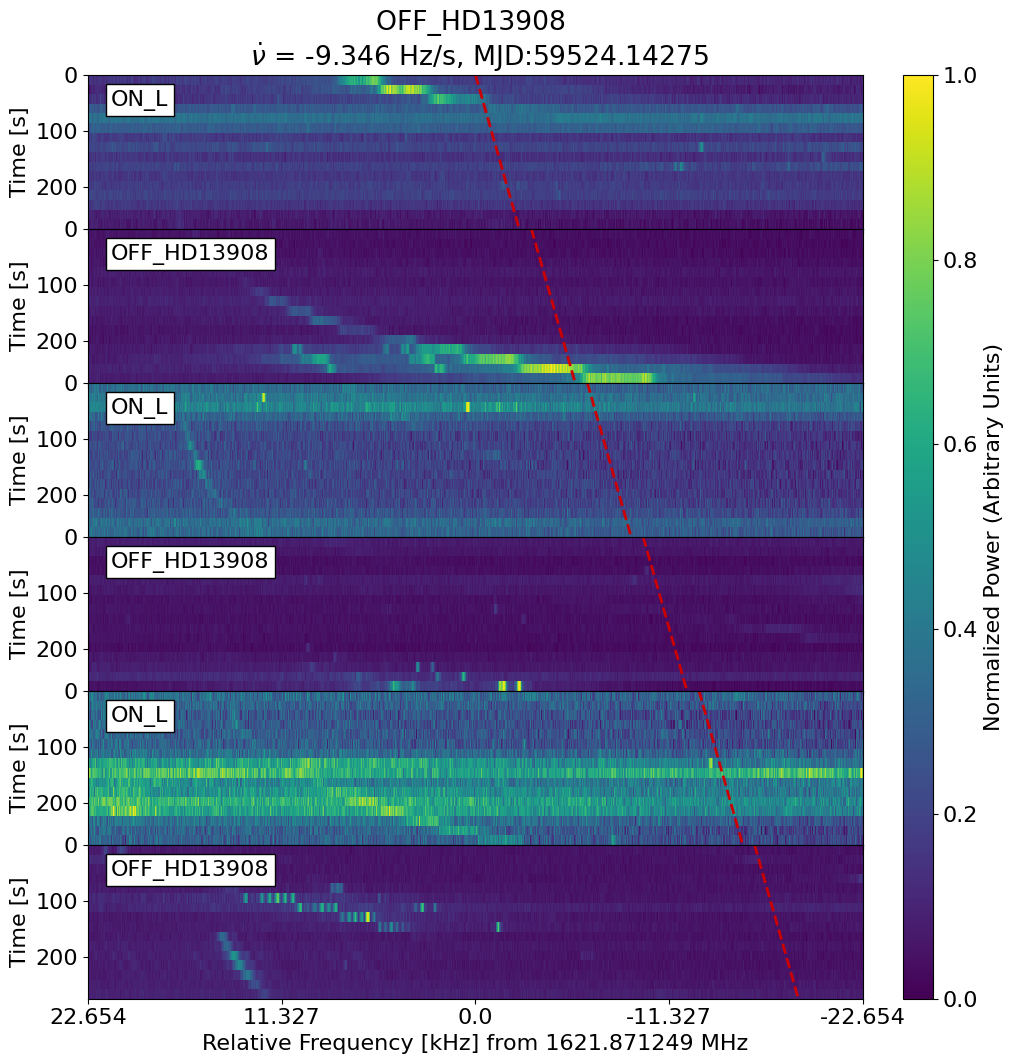 OFF_HD13908
ν̇ = -9.346 Hz/s, MJD:59524.14275
ON_L
OFF_HD13908
ON_L
OFF_HD13908
ON_L
OFF_HD13908
Time [s]
0
100
200
Time [s]
0
100
200
Time [s]
0
100
200
Time [s]
0
100
200
Time [s]
0
100
200
Time [s]
0
100
200
22.654 11.327 0.0 -11.327 -22.654
Relative Frequency [kHz] from 1621.871249 MHz
1.0
0.8
0.6
0.4
0.2
0.0
Normalized Power (Arbitrary Units)